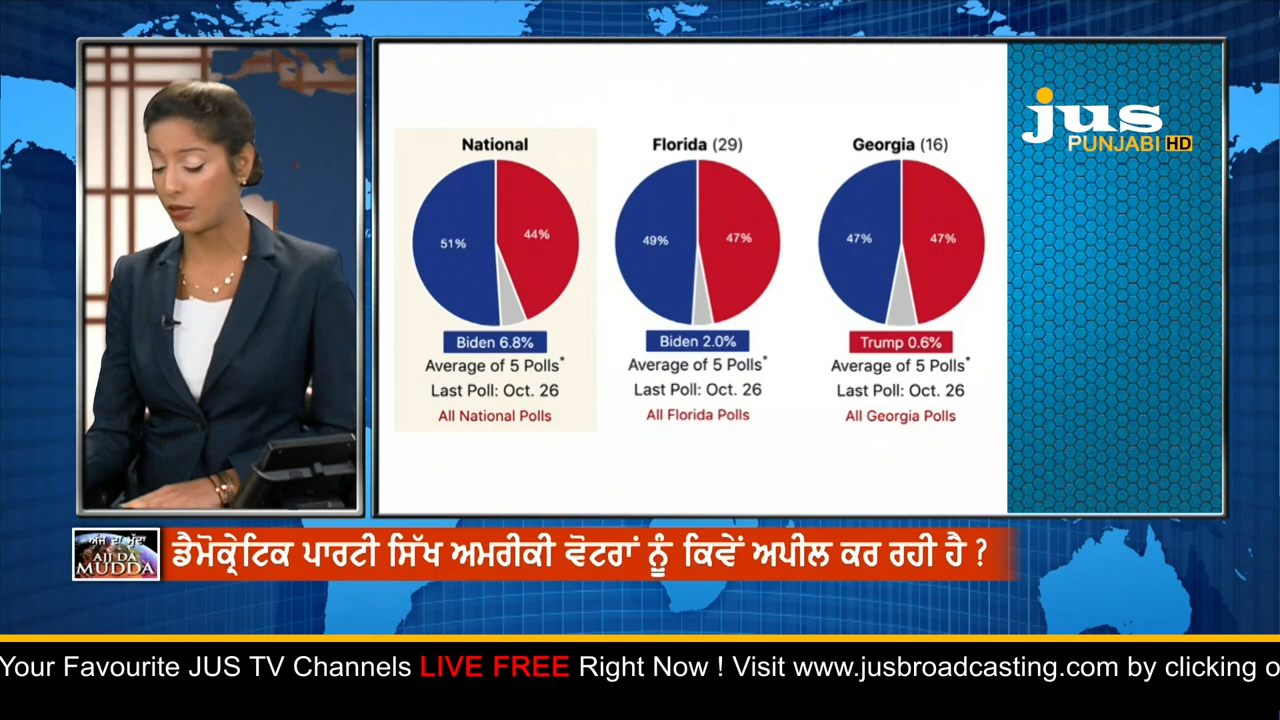 jus
PUNJABI HD
National
51%
44%
Biden 6.8%
Average of 5 Polls*
Last Poll: Oct. 26
All National Polls
Florida (29)
49%
47%
Biden 2.0%
Average of 5 Polls*
Last Poll: Oct. 26
All Florida Polls
Georgia (16)
47%
47%
Trump 0.6%
Average of 5 Polls*
Last Poll: Oct. 26
All Georgia Polls
ਅੱਜ ਦਾ ਮੁੱਦਾ
AJJ DA
MUDDA
ਡੈਮੋਕ੍ਰੇਟਿਕ ਪਾਰਟੀ ਸਿੱਖ ਅਮਰੀਕੀ ਵੋਟਰਾਂ ਨੂੰ ਕਿਵੇਂ ਅਪੀਲ ਕਰ ਰਹੀ ਹੈ ?
Your Favourite JUS TV Channels LIVE FREE Right Now ! Visit www.jusbroadcasting.com by clicking o